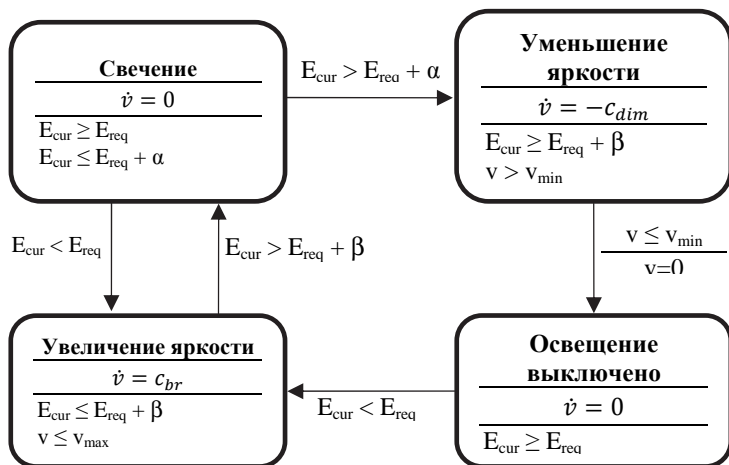 Свечение
v̇ = 0
E_cur ≥ E_req
E_cur ≤ E_req + α
E_cur > E_req + α
Уменьшение
яркости
v̇ = −c_dim
E_cur ≥ E_req + β
v > v_min
E_cur < E_req
E_cur > E_req + β
v ≤ v_min
v=0
Увеличение яркости
v̇ = c_br
E_cur ≤ E_req + β
v ≤ v_max
E_cur < E_req
Освещение
выключено
v̇ = 0
E_cur ≥ E_req